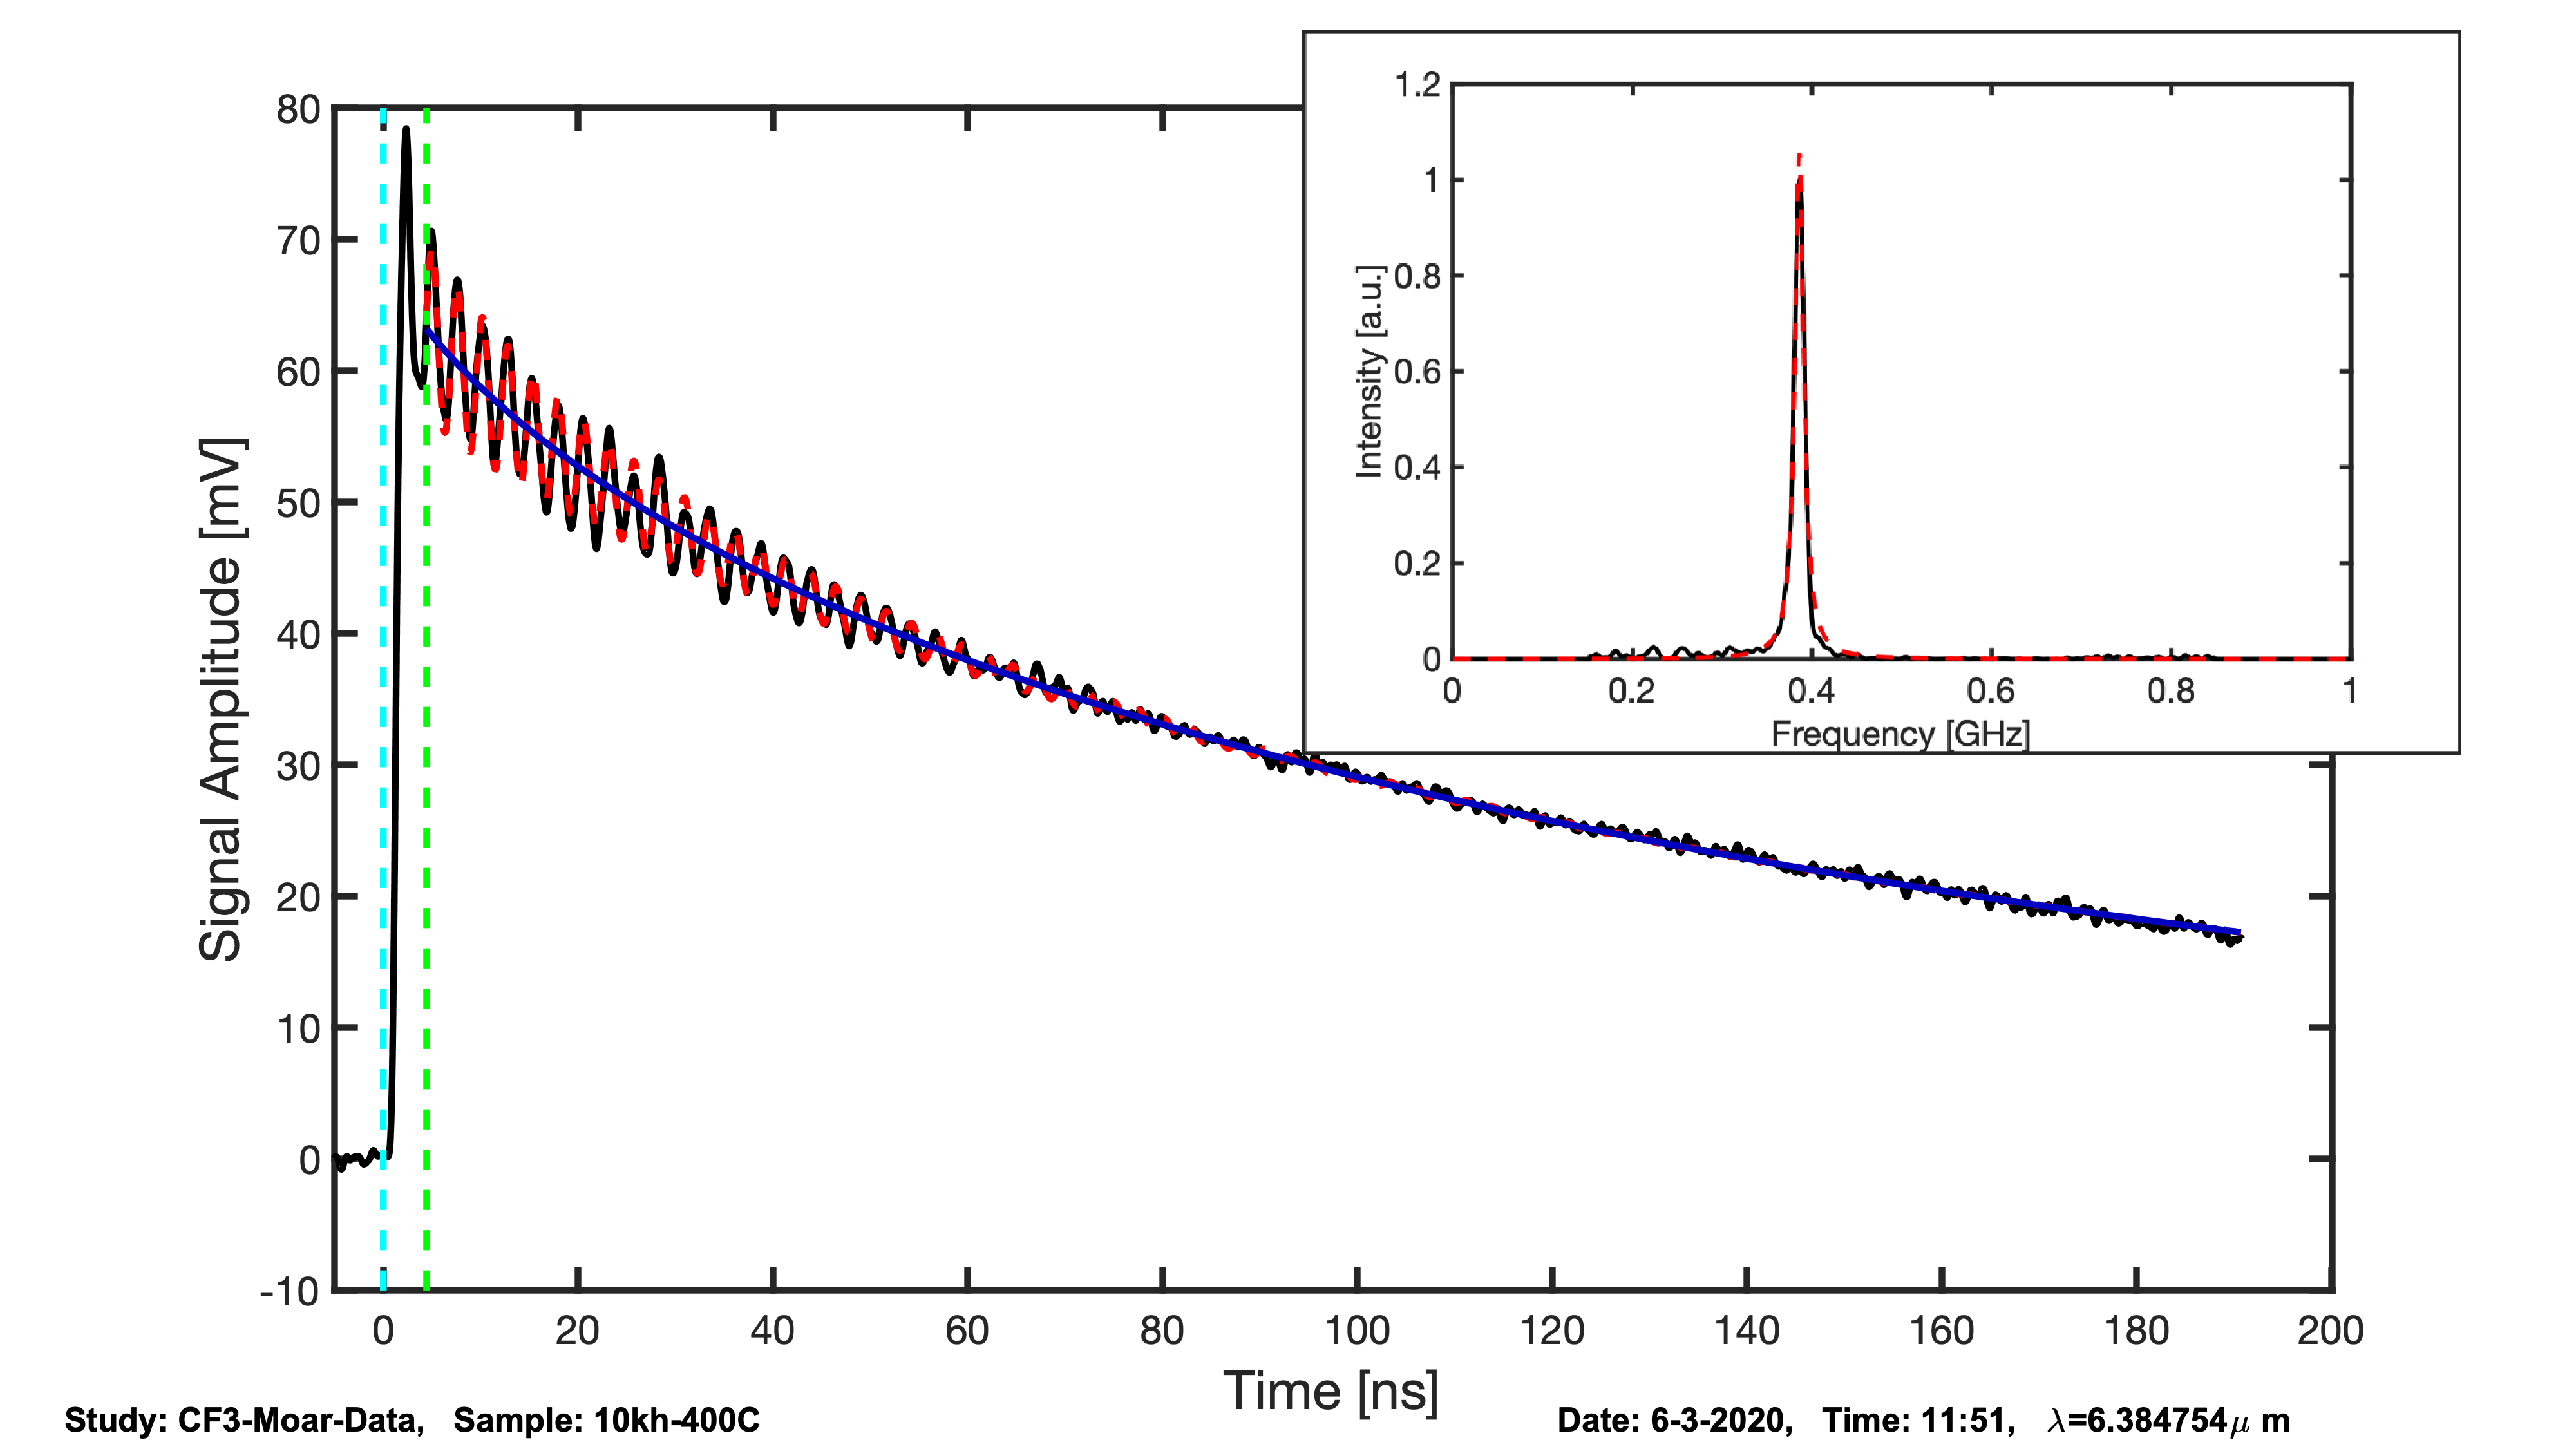 1.2
1
0.8
0.6
0.4
0.2
0
Intensity [a.u.]
0 0.2 0.4 0.6 0.8 1
Frequency [GHz]
80
70
60
50
40
30
20
10
0
-10
Signal Amplitude [mV]
0 20 40 60 80 100 120 140 160 180 200
Time [ns]
Study: CF3-Moar-Data, Sample: 10kh-400C
Date: 6-3-2020, Time: 11:51, λ=6.384754μ m